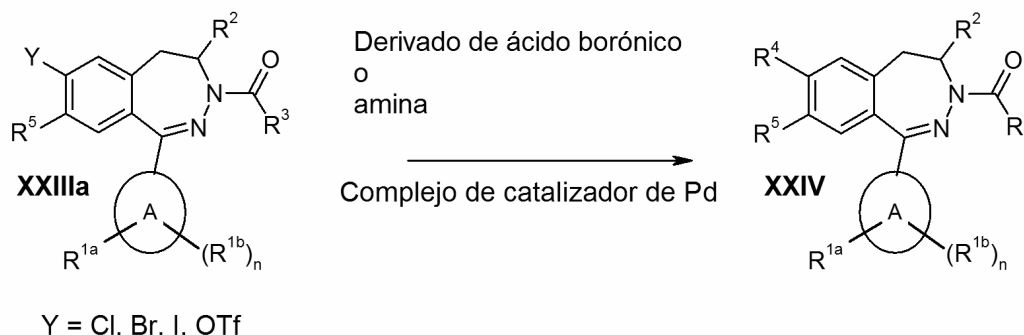 Y
R²
O
N
N
R³
R⁵
XXIIIa
A
R¹ᵃ
(R¹ᵇ)ₙ
Y = Cl, Br, I, OTf
Derivado de ácido borónico
o
amina
Complejo de catalizador de Pd
R⁴
R²
O
N
N
R
R⁵
XXIV
A
R¹ᵃ
(R¹ᵇ)ₙ